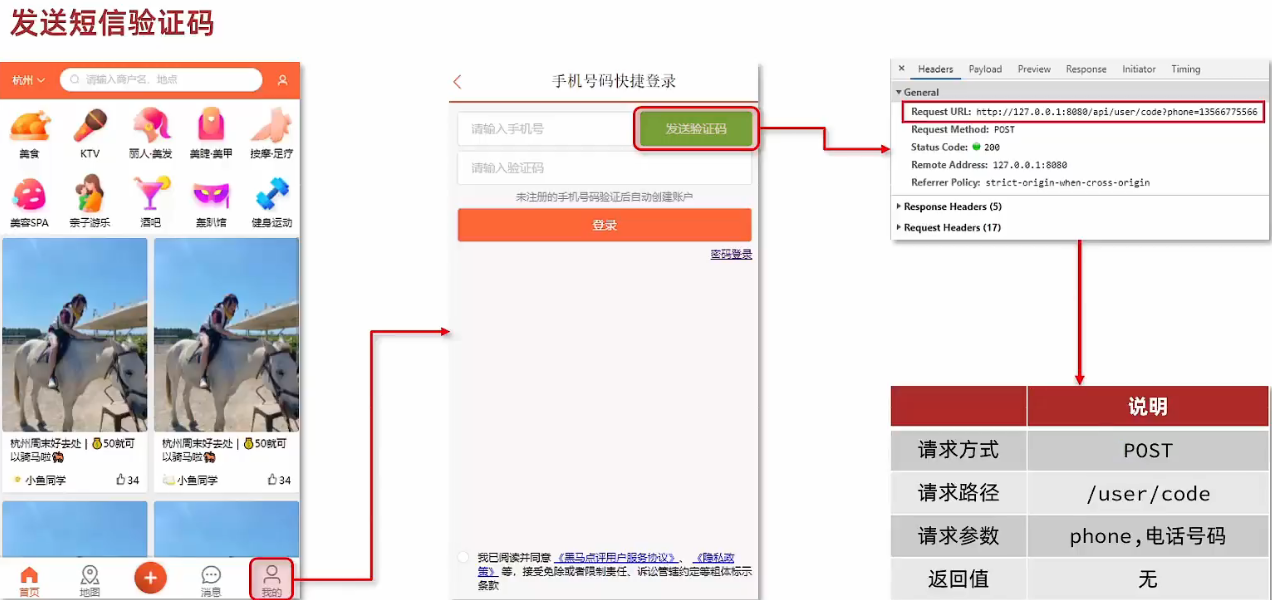 发送短信验证码
杭州
请输入商户名、地点
美食
KTV
丽人·美发
美睫·美甲
按摩·足疗
美容SPA
亲子游乐
酒吧
轰趴馆
健身运动
杭州周末好去处 | 💰50就可
以骑马啦🐎
小鱼同学
34
杭州周末好去处 | 💰50就可
以骑马啦🐎
小鱼同学
34
首页
地图
消息
我的
手机号码快捷登录
请输入手机号
发送验证码
请输入验证码
未注册的手机号码验证后自动创建账户
登录
密码登录
我已阅读并同意《黑马点评用户服务协议》、《隐私政
策》等，接受免除或者限制责任、诉讼管辖约定等粗体标示
条款
Headers Payload Preview Response Initiator Timing
General
Request URL: http://127.0.0.1:8080/api/user/code?phone=13566775566
Request Method: POST
Status Code: 200
Remote Address: 127.0.0.1:8080
Referrer Policy: strict-origin-when-cross-origin
Response Headers (5)
Request Headers (17)
说明
请求方式 POST
请求路径 /user/code
请求参数 phone,电话号码
返回值 无